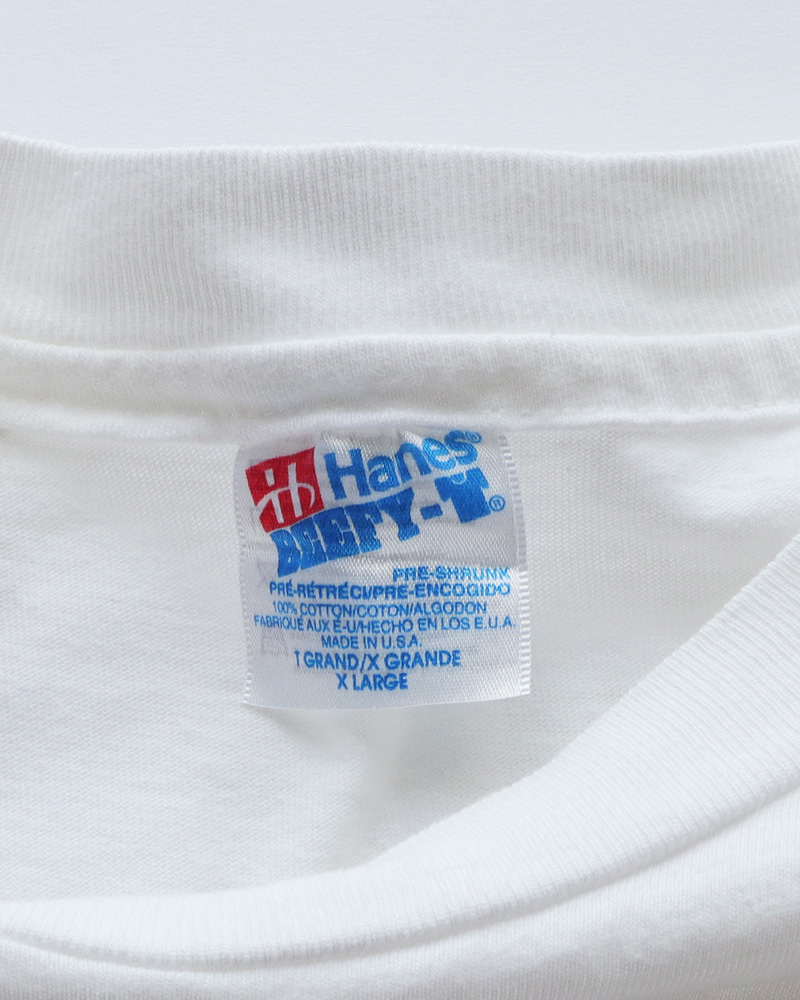 Hanes®
BEEFY-T®
PRE-SHRUNK
PRÉ-RÉTRÉCI/PRE-ENCOGIDO
100% COTTON/COTON/ALGODON
FABRIQUÉ AUX É-U/HECHO EN LOS E.U.A.
MADE IN U.S.A.
T GRAND/X GRANDE
X LARGE